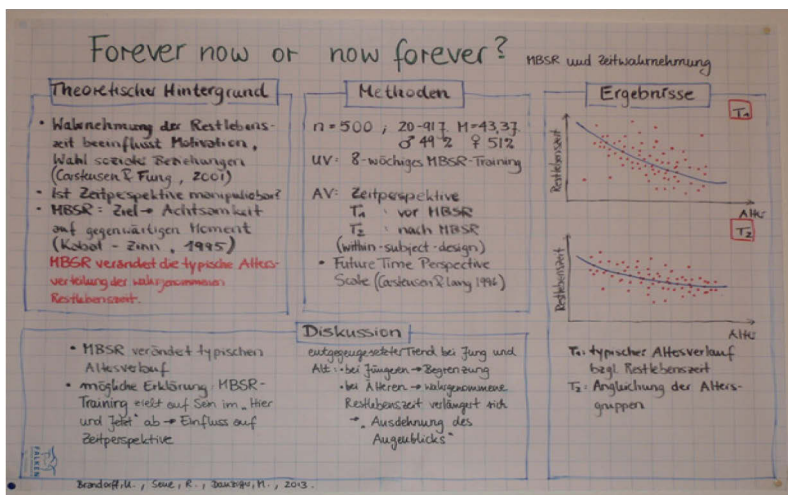 Forever now or now forever?
MBSR und Zeitwahrnehmung
Theoretischer Hintergrund
• Wahrnehmung der Restlebens-
zeit beeinflusst Motivation,
Wahl sozialer Beziehungen
(Carstensen & Fung, 2001)
• Ist Zeitperspektive manipulierbar?
• MBSR: Ziel → Achtsamkeit
auf gegenwärtigen Moment
(Kabat-Zinn, 1995)
MBSR verändert die typische Alters-
verteilung der wahrgenommenen
Restlebenszeit.
Methoden
n=500, 20-91J. M=43,3J.
♂ 49% ♀ 51%
UV: 8-wöchiges MBSR-Training
AV: Zeitperspektive
T1 vor MBSR
T2 : nach MBSR
(within-subject-design)
• Future Time Perspective
Scale (Carstensen & Lang 1996)
Ergebnisse
T1
Restlebenszeit
Alter
T2
Restlebenszeit
Alter
T1: typischer Altersverlauf
bzgl. Restlebenszeit
T2: Angleichung der Alters-
gruppen
Diskussion
• MBSR verändert typischen
Altesverlauf
• mögliche Erklärung: MBSR-
Training zielt auf Sein im „Hier
und Jetzt" ab → Einfluss auf
Zeitperspektive
entgegengesetzter Trend bei Jung und
Alt: • bei Jüngeren → Begrenzung
• bei Älteren → wahrgenommene
Restlebenszeit verlängert sich
→ „Ausdehnung des
Augenblicks"
FALKEN
U., R., M., 2013.